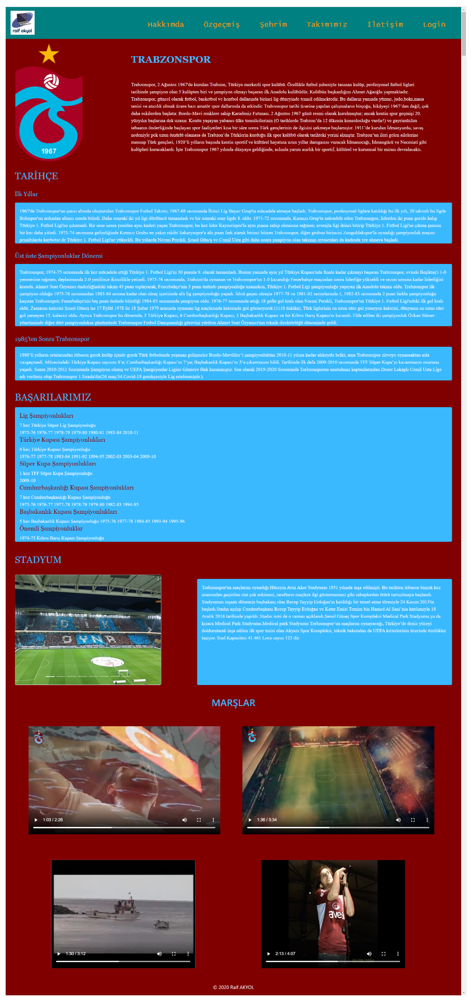 raif akyol
Hakkımda Özgeçmiş Şehrim Takımımız İletişim Login
1967
TRABZONSPOR
Trabzonspor, 2 Ağustos 1967'de kurulan Trabzon, Türkiye merkezli spor kulübü. Özellikle futbol şubesiyle tanınan kulüp, profesyonel futbol ligleri
tarihinde şampiyon olan 5 kulüpten biri ve şampiyon olmayı başaran ilk Anadolu kulübüdür. Kulübün başkanlığını Ahmet Ağaoğlu yapmaktadır.
Trabzonspor, güncel olarak futbol, basketbol ve hentbol dallarında birinci lig düzeyinde temsil edilmektedir. Bu dalların yanında yüzme, judo,boks,masa
tenisi ve atıcılık olmak üzere bazı amatör spor dallarında da etkindir. Trabzonspor tarihi üzerine yapılan çalışmaların birçoğu, hikâyeyi 1967'den değil, çok
daha eskilerden başlatır. Bordo-Mavi renklere sahip Karadeniz Fırtınası, 2 Ağustos 1967 günü resmi olarak kurulmuştur; ancak kentin spor geçmişi 20.
yüzyılın başlarına dek uzanır. Kentte yaşayan yabancı ülke temsilcilerinin (O tarihlerde Trabzon'da 12 ülkenin konsolosluğu vardır!) ve gayrimüslim
tebaanın önderliğinde başlayan spor faaliyetleri kısa bir süre sonra Türk gençlerinin de ilgisini çekmeye başlamıştır. 1911'de kurulan İdmanyurdu, savaş
nedeniyle pek uzun ömürlü olamasa da Trabzon'da Türklerin kurduğu ilk spor kulübü olarak tarihteki yerini almıştır. Trabzon'un ileri gelen ailelerine
mensup Türk gençleri, 1920'li yılların başında kentin sportif ve kültürel hayatına uzun yıllar damgasını vuracak İdmanocağı, İdmangücü ve Necmiati gibi
kulüpleri kuracaklardı. İşte Trabzonspor 1967 yılında dünyaya geldiğinde, aslında yarım asırlık bir sportif, kültürel ve kurumsal bir mirası devralacaktı.
TARİHÇE
İlk Yıllar
1967'de Trabzonspor'un çatısı altında oluşturulan Trabzonspor Futbol Takımı, 1967-68 sezonunda İkinci Lig Beyaz Grup'ta mücadele etmeye başladı. Trabzonspor, profesyonel liglere katıldığı bu ilk yılı, 20 takımlı bu ligde
Boluspor'un ardından altıncı sırada bitirdi. Daha sonraki iki yıl ligi dördüncü tamamladı ve bir sonraki sene ligde 8. oldu. 1971-72 sezonunda, Kırmızı Grup'ta mücadele eden Trabzonspor, liderden iki puan geride kalıp
Türkiye 1. Futbol Ligi'ne çıkamadı. Bir sene sonra yeniden aynı kaderi yaşan Trabzonspor, bu kez lider Kayserispor'la aynı puana sahip olmasına rağmen; averajla ligi ikinci bitirip Türkiye 1. Futbol Ligi'ne çıkma şansını
bir kez daha yitirdi. 1973-74 sezonuna gelindiğinde Kırmızı Grubu en yakın rakibi Sakaryaspor'a altı puan fark atarak birinci bitiren Trabzonspor, diğer grubun birincisi Zonguldakspor'la oynadığı şampiyonluk maçını
penaltılarda kaybetse de Türkiye 1. Futbol Ligi'ne yükseldi. Bu yıllarda Necmi Perekli, Şenol Güneş ve Cemil Usta gibi daha sonra şampiyon olan takımın oyuncuları da kadroda yer almaya başladı.
Üst üste Şampiyonluklar Dönemi
Trabzonspor, 1974-75 sezonunda ilk kez mücadele ettiği Türkiye 1. Futbol Ligi'ni 30 puanla 9. olarak tamamladı. Bunun yanında aynı yıl Türkiye Kupası'nda finale kadar çıkmayı başaran Trabzonspor, evinde Beşiktaş'ı 1-0
yenmesine rağmen, deplasmanda 2-0 yenilince ikincilikle yetindi. 1975-76 sezonunda, Trabzon'da oynanan ve Trabzonspor'un 1-0 kazandığı Fenerbahçe maçından sonra liderliğe yükseldi ve sezon sonuna kadar liderliğini
korudu. Ahmet Suat Özyazıcı önderliğindeki takım 43 puan toplayarak, Fenerbahçe'nin 3 puan önünde şampiyonluğa uzanırken, Türkiye 1. Futbol Ligi şampiyonluğu yaşayan ilk Anadolu takımı oldu. Trabzonspor ilk
şampiyon olduğu 1975-76 sezonundan 1983-84 sezona kadar olan süreç içerisinde altı lig şampiyonluğu yaşadı. Sözü geçen süreçte 1977-78 ve 1981-82 sezonlarında 1, 1982-83 sezonunda 2 puan farkla şampiyonluğu
kaçıran Trabzonspor; Fenerbahçe'nin beş puan önünde bitirdiği 1984-85 sezonunda şampiyon oldu. 1976-77 sezonunda attığı 18 golle gol kralı olan Necmi Perekli, Trabzonspor'un Türkiye 1. Futbol Ligi'ndeki ilk gol kralı
oldu. Zamanın kalecisi Şenol Güneş ise 17 Eylül 1978 ile 18 Şubat 1979 arasında oynanan lig maçlarında kalesinde gol görmeyerek (1110 dakika), Türk liglerinin en uzun süre gol yemeyen kalecisi, dünyanın en uzun süre
gol yemeyen 15. kalecisi oldu. Ayrıca Trabzonspor bu dönemde, 3 Türkiye Kupası, 6 Cumhurbaşkanlığı Kupası, 3 Başbakanlık Kupası ve bir Kıbrıs Barış Kupası'nı kazandı. Elde edilen iki şampiyonluk Özkan Sümer
yönetiminde diğer dört şampiyonluksa günümüzde Trabzonspor Futbol Danışmanlığı görevini yürüten Ahmet Suat Özyazıcı'nın teknik direktörlüğü döneminde geldi.
1985'ten Sonra Trabzonspor
1980'li yılların ortalarından itibaren gerek kulüp içinde gerek Türk futbolunda yaşanan gelişmeler Bordo-Mavililer'i şampiyonluktan 2010-11 yılına kadar alıkoydu belki; ama Trabzonspor zirveye oynamaktan asla
vazgeçmedi. Müzesindeki Türkiye Kupası sayısını 8'e; Cumhurbaşkanlığı Kupası'nı 7'ye; Başbakanlık Kupası'nı 5'e çıkarmasını bildi. Tarihinde ilk defa 2009-2010 sezonunda TFF Süper Kupa'yı kazanmanın onurunu
yaşadı. Sonra 2010-2011 Sezonunda Şampiyon olmuş ve UEFA Şampiyonlar Ligine Gitmeye Hak kazanmıştır. Son olarak 2019-2020 Sezonunda Trabzonsporun unutulmaz kaptanlarından Dozer Lakaplı Cemil Usta Lige
adı verilmiş olup Trabzonspor 1.Sırada'dır(26 maç/34 Covid-19 gerekçesiyle Lig ertelenmiştir.).
BAŞARILARIMIZ
Lig Şampiyonlukları
7 kez Türkiye Süper Lig Şampiyonluğu
1975-76 1976-77 1978-79 1979-80 1980-81 1983-84 2010-11
Türkiye Kupası Şampiyonlukları
8 kez Türkiye Kupası Şampiyonluğu
1976-77 1977-78 1983-84 1991-92 1994-95 2002-03 2003-04 2009-10
Süper Kupa Şampiyonlukları
1 kez TFF Süper Kupa Şampiyonluğu
2009-10
Cumhurbaşkanlığı Kupası Şampiyonlukları
7 kez Cumhurbaşkanlığı Kupası Şampiyonluğu
1975-76 1976-77 1977-78 1978-79 1979-80 1982-83 1994-95
Başbakanlık Kupası Şampiyonlukları
5 kez Başbakanlık Kupası Şampiyonluğu 1975-76 1977-78 1984-85 1993-94 1995-96
Önemli Şampiyonluklar
1974-75 Kıbrıs Barış Kupası Şampiyonluğu
STADYUM
BİR
OYNA
Trabzonspor'un maçlarını oynadığı Hüseyin Avni Aker Stadyumu 1951 yılında inşa edilmişti. Bu tarihten itibaren birçok kez
onarımdan geçirilen stat çok eskimesi, taraftarın maçlara ilgi göstermemesi gibi sebeplerden ötürü tartışılmaya başlandı.
Stadyumun inşaatı dönemin başbakanı olan Recep Tayyip Erdoğan'ın katıldığı bir temel atma töreniyle 24 Kasım 2013'te
başladı.Stadın açılışı Cumhurbaşkanı Recep Tayyip Erdoğan ve Katar Emiri Temim bin Hamed Al Sani'nin katılımıyla 18
Aralık 2016 tarihinde yapıldı. Stadın ismi de o zaman açıklandı.Şenol Güneş Spor Kompleksi Medical Park Stadyumu ya da
kısaca Medical Park Stadyumu.Medical park Stadyumu Trabzonspor'un maçlarını oynayacağı, Türkiye'de deniz yüzeyi
doldurularak inşa edilen ilk spor tesisi olan Akyazı Spor Kompleksi, teknik bakımdan da UEFA kriterlerinin üzerinde özellikler
taşıyor. Stad Kapasitesi 41.461 Loca sayısı 122 dir.
MARŞLAR
1:03 / 2:26
1:36 / 3:34
avea
1:30 / 3:12
2:13 / 4:07
09/08/2004
© 2020 Raif AKYOL